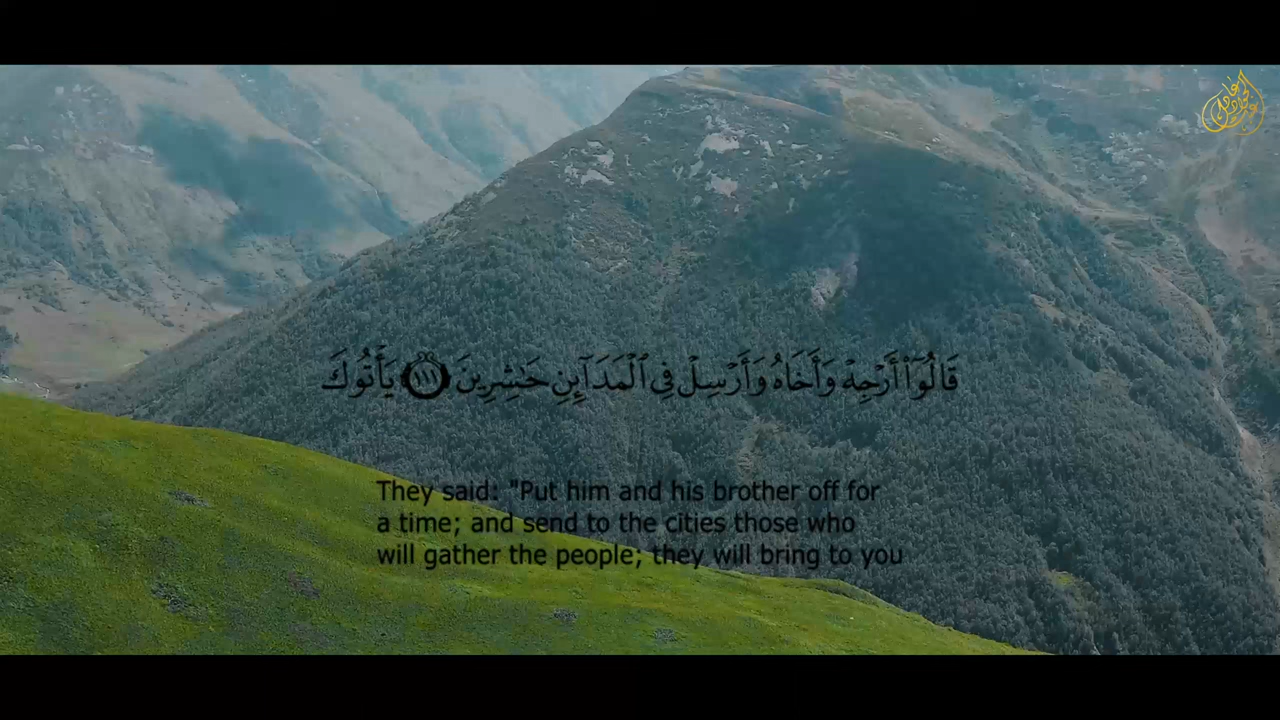 قَالُوٓا۟ أَرْجِهْ وَأَخَاهُ وَأَرْسِلْ فِى ٱلْمَدَآئِنِ حَـٰشِرِينَ ١١١ يَأْتُوكَ
They said: "Put him and his brother off for
a time; and send to the cities those who
will gather the people; they will bring to you